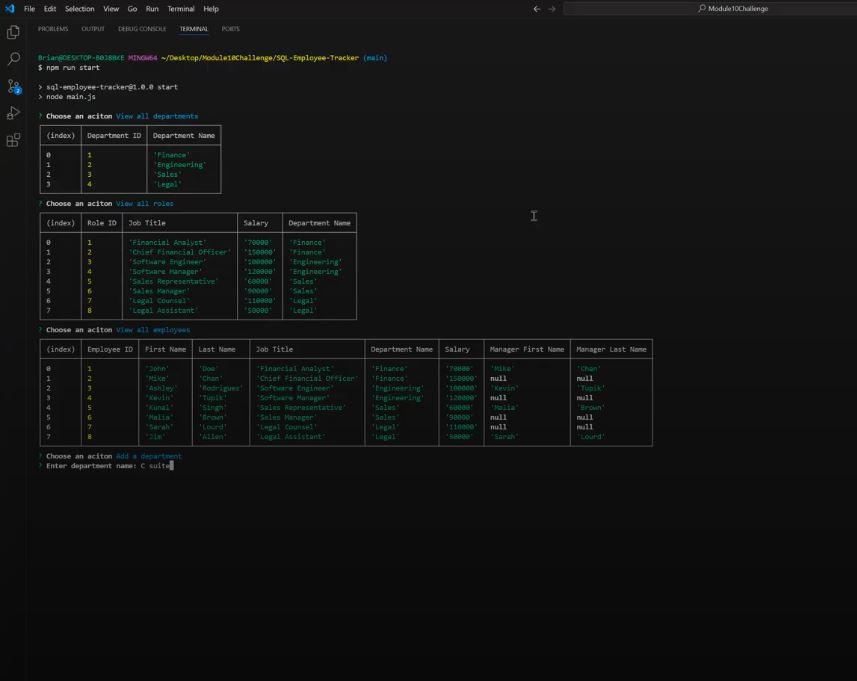 File Edit Selection View Go Run Terminal Help
Module10Challenge
PROBLEMS OUTPUT DEBUG CONSOLE TERMINAL PORTS
Brian@DESKTOP-B0J8BKE MINGW64 ~/Desktop/Module10Challenge/SQL-Employee-Tracker (main)
$ npm run start
> sql-employee-tracker@1.0.0 start
> node main.js
? Choose an aciton View all departments
(index) Department ID Department Name
0 1 'Finance'
1 2 'Engineering'
2 3 'Sales'
3 4 'Legal'
? Choose an aciton View all roles
(index) Role ID Job Title Salary Department Name
0 1 'Financial Analyst' '70000' 'Finance'
1 2 'Chief Financial Officer' '150000' 'Finance'
2 3 'Software Engineer' '100000' 'Engineering'
3 4 'Software Manager' '120000' 'Engineering'
4 5 'Sales Representative' '60000' 'Sales'
5 6 'Sales Manager' '90000' 'Sales'
6 7 'Legal Counsel' '110000' 'Legal'
7 8 'Legal Assistant' '50000' 'Legal'
? Choose an aciton View all employees
(index) Employee ID First Name Last Name Job Title Department Name Salary Manager First Name Manager Last Name
0 1 'John' 'Doe' 'Financial Analyst' 'Finance' '70000' 'Mike' 'Chan'
1 2 'Mike' 'Chan' 'Chief Financial Officer' 'Finance' '150000' null null
2 3 'Ashley' 'Rodriguez' 'Software Engineer' 'Engineering' '100000' 'Kevin' 'Tupik'
3 4 'Kevin' 'Tupik' 'Software Manager' 'Engineering' '120000' null null
4 5 'Kunal' 'Singh' 'Sales Representative' 'Sales' '60000' 'Malia' 'Brown'
5 6 'Malia' 'Brown' 'Sales Manager' 'Sales' '90000' null null
6 7 'Sarah' 'Lourd' 'Legal Counsel' 'Legal' '110000' null null
7 8 'Jim' 'Allen' 'Legal Assistant' 'Legal' '50000' 'Sarah' 'Lourd'
? Choose an aciton Add a department
? Enter department name: C suite